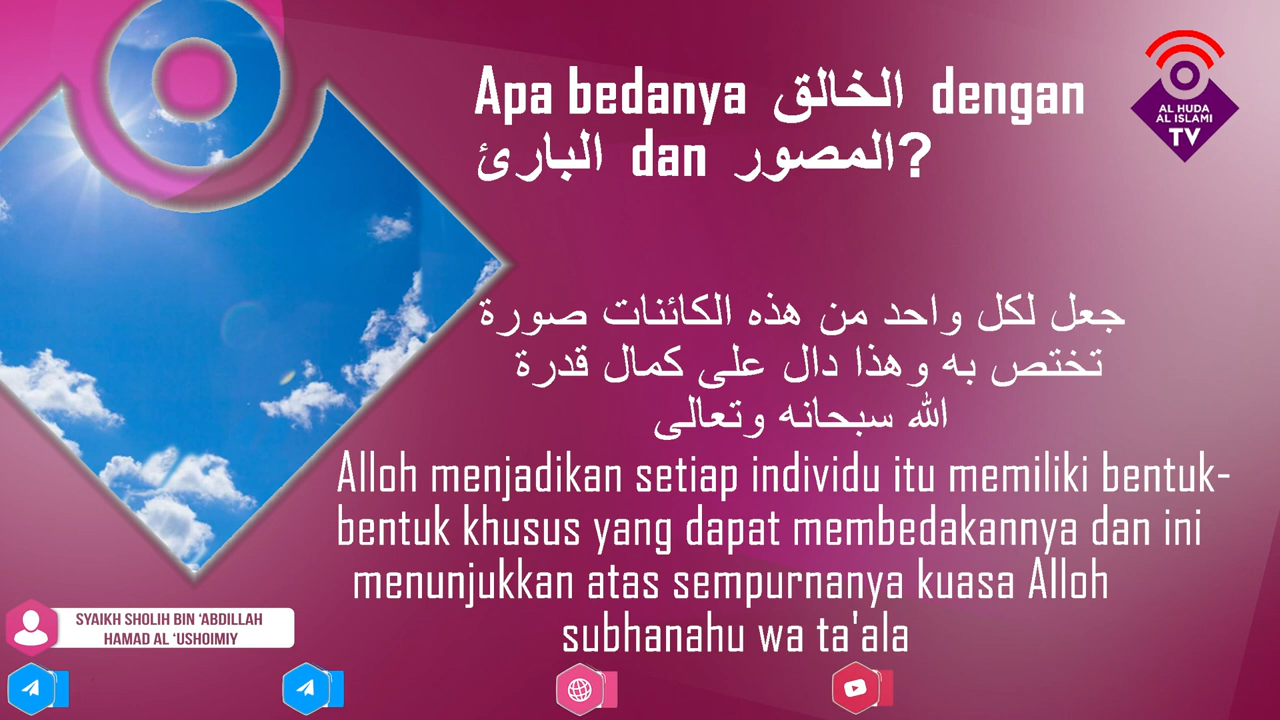 Apa bedanya الخالق dengan
البارئ dan المصور?
AL HUDA
AL ISLAMI
TV
جعل لكل واحد من هذه الكائنات صورة
تختص به وهذا دال على كمال قدرة
الله سبحانه وتعالى
Alloh menjadikan setiap individu itu memiliki bentuk-
bentuk khusus yang dapat membedakannya dan ini
menunjukkan atas sempurnanya kuasa Alloh
subhanahu wa ta'ala
SYAIKH SHOLIH BIN ‘ABDILLAH
HAMAD AL ‘USHOIMIY